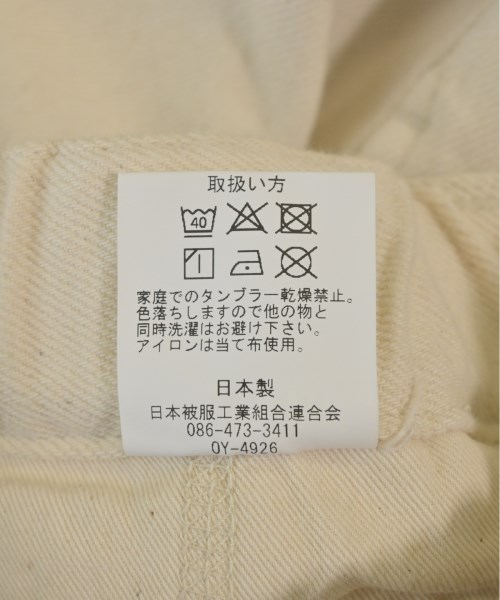 取扱い方
40
家庭でのタンブラー乾燥禁止。
色落ちしますので他の物と
同時洗濯はお避け下さい。
アイロンは当て布使用。
日本製
日本被服工業組合連合会
086-473-3411
QY-4926